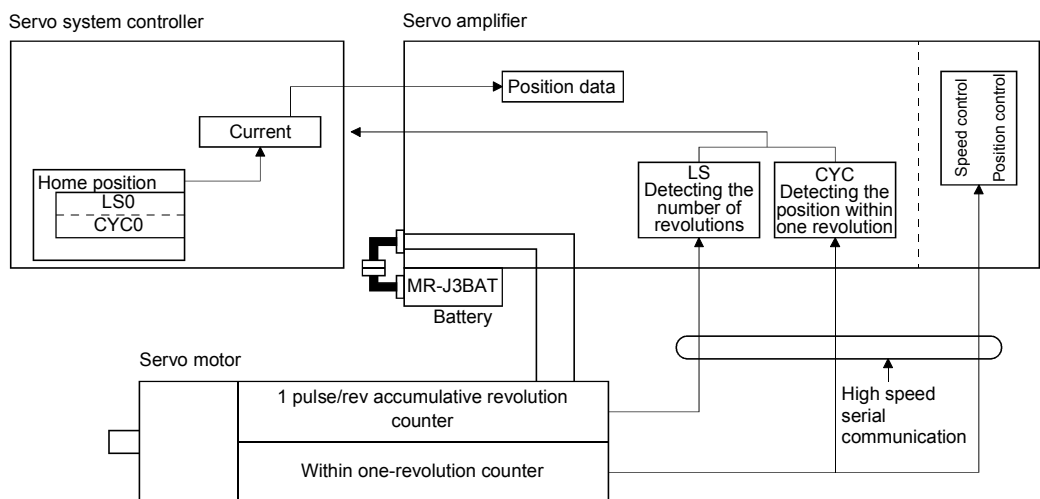 Servo system controller
Servo amplifier
Position data
Current
Home position
LS0
CYC0
LS
Detecting the
number of
revolutions
CYC
Detecting the
position within
one revolution
Speed control
Position control
MR-J3BAT
Battery
Servo motor
1 pulse/rev accumulative revolution
counter
Within one-revolution counter
High speed
serial
communication